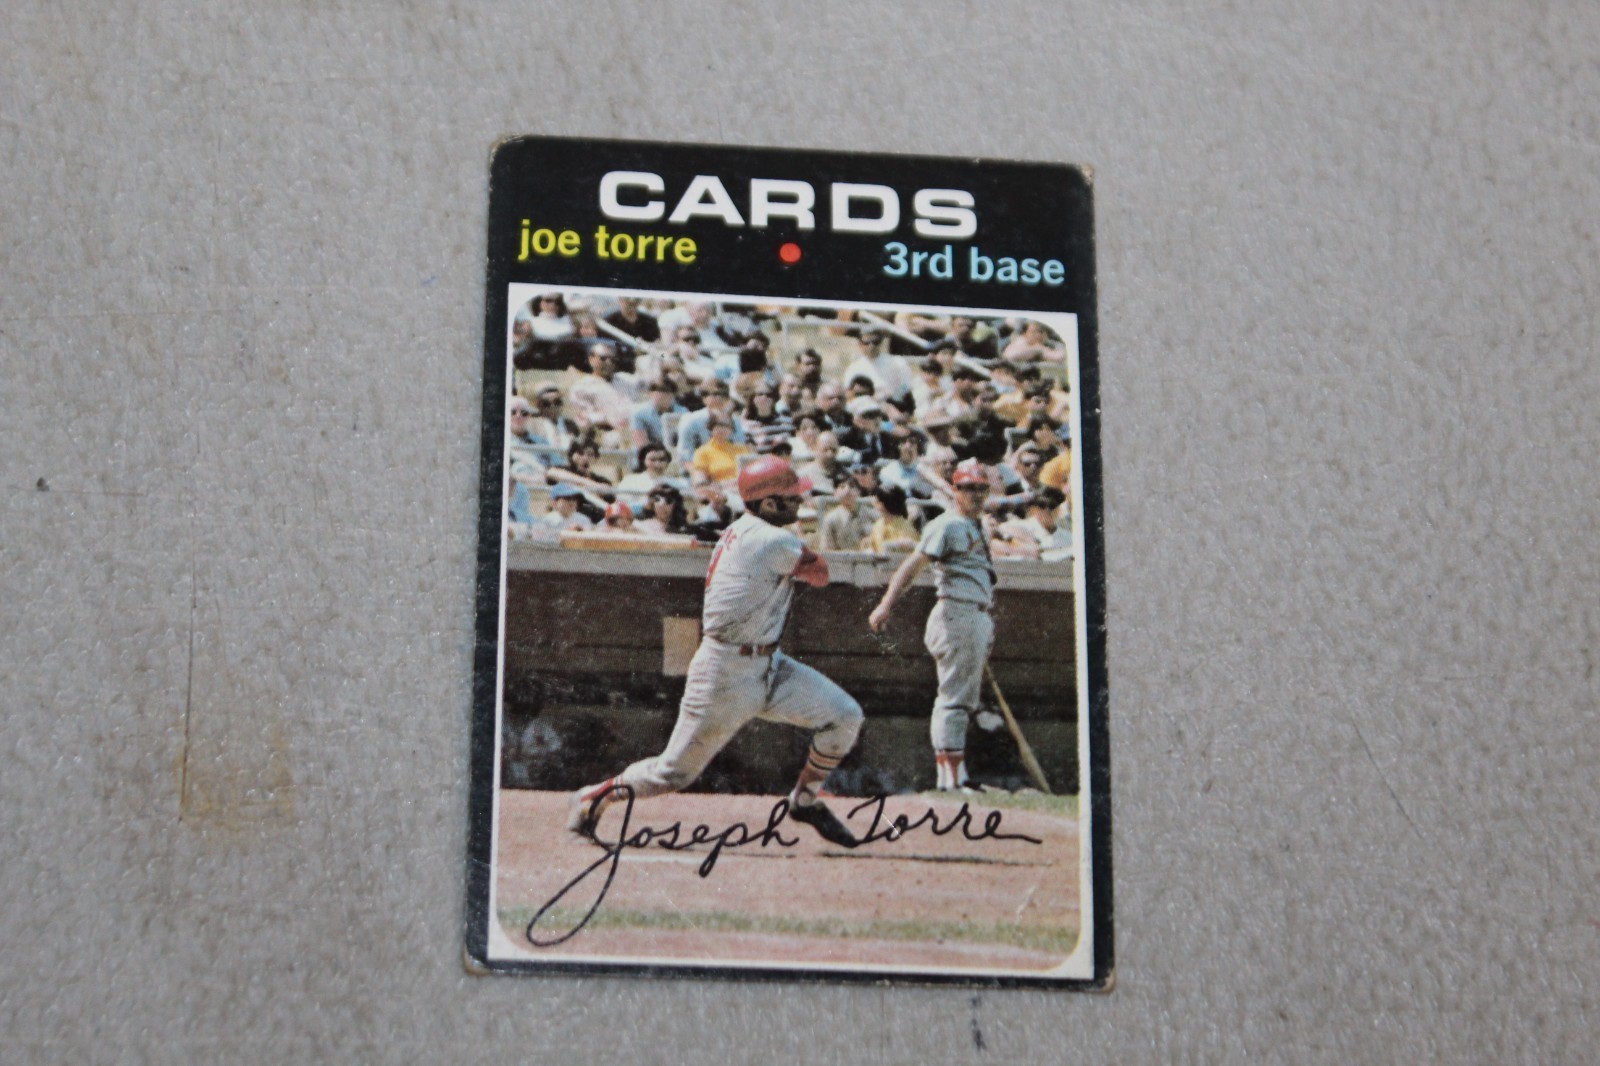 CARDS
joe torre • 3rd base
Joseph Torre